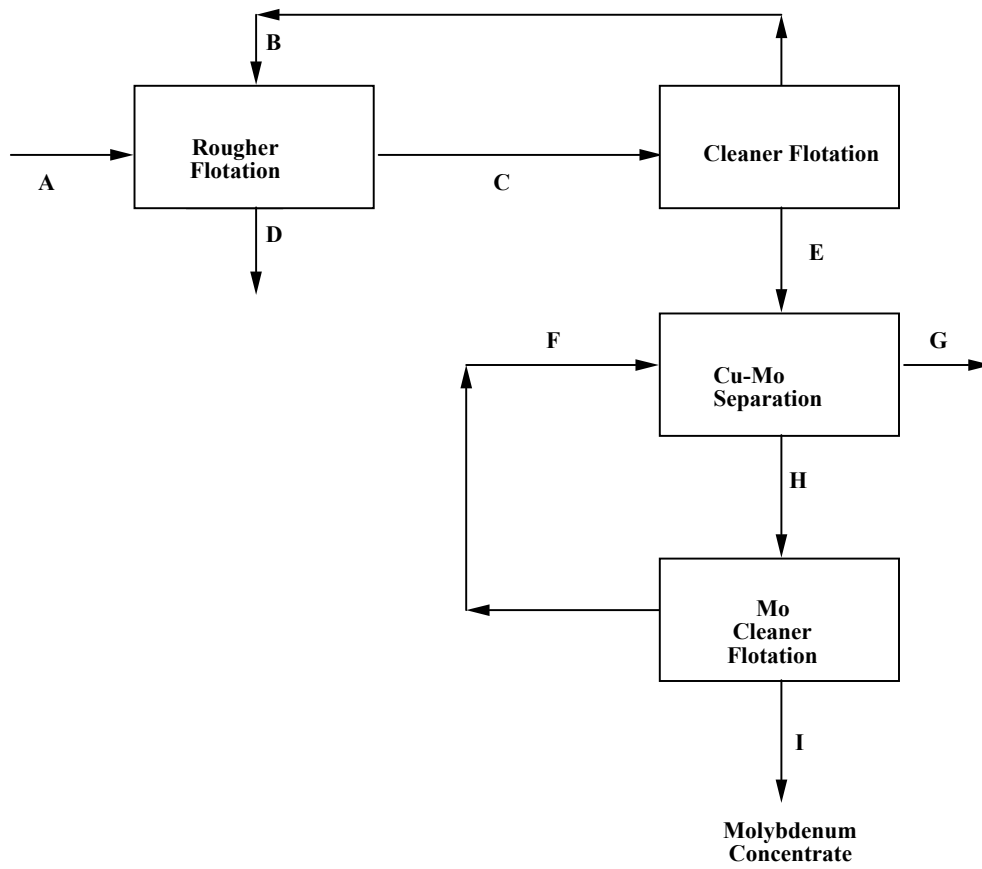 B
Rougher
Flotation
Cleaner Flotation
A
C
D
E
F
G
Cu-Mo
Separation
H
Mo
Cleaner
Flotation
I
Molybdenum
Concentrate